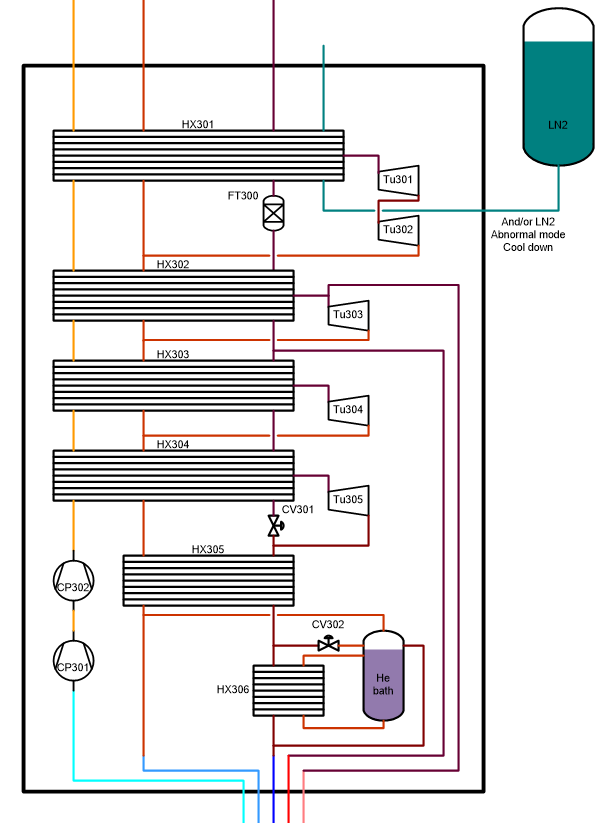 HX301
LN2
Tu301
FT300
Tu302
And/or LN2
Abnormal mode
Cool down
HX302
Tu303
HX303
Tu304
HX304
Tu305
CV301
HX305
CP302
CV302
CP301
He
bath
HX306